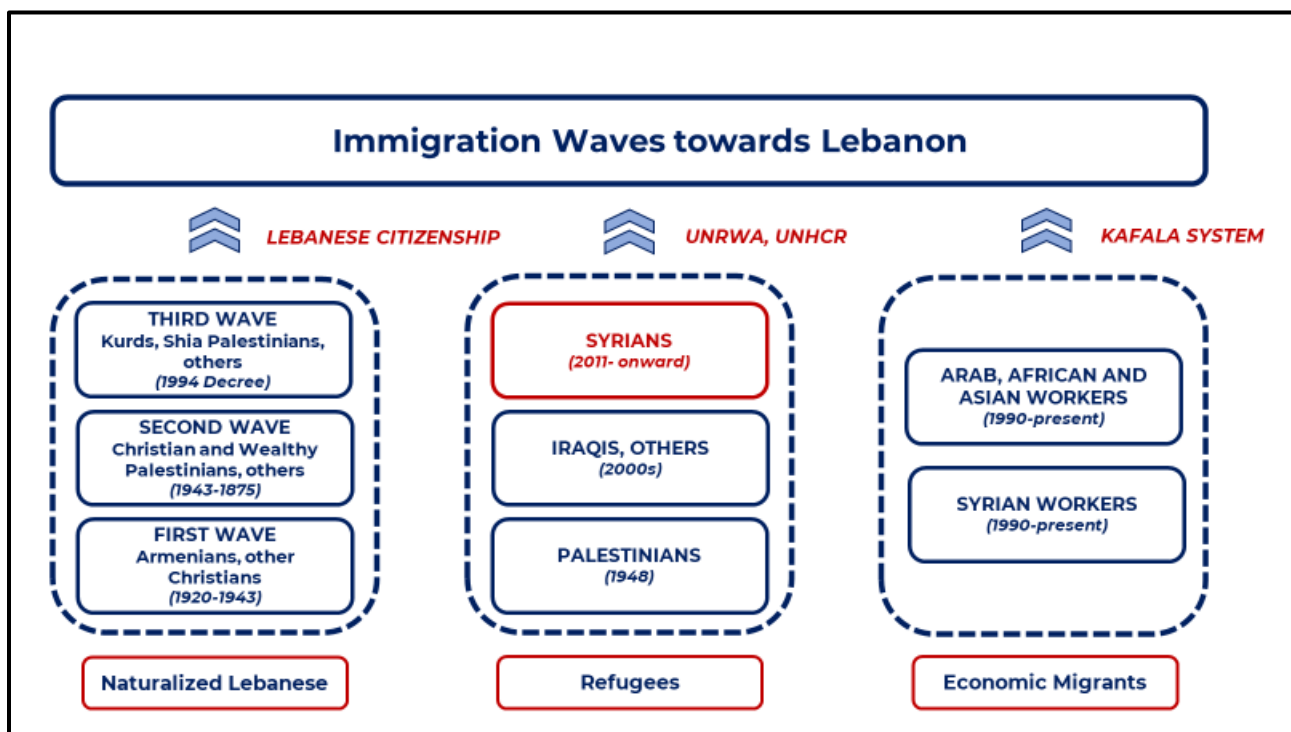 Immigration Waves towards Lebanon
LEBANESE CITIZENSHIP
UNRWA, UNHCR
KAFALA SYSTEM
THIRD WAVE
Kurds, Shia Palestinians,
others
(1994 Decree)
SECOND WAVE
Christian and Wealthy
Palestinians, others
(1943-1875)
FIRST WAVE
Armenians, other
Christians
(1920-1943)
Naturalized Lebanese
SYRIANS
(2011- onward)
IRAQIS, OTHERS
(2000s)
PALESTINIANS
(1948)
Refugees
ARAB, AFRICAN AND
ASIAN WORKERS
(1990-present)
SYRIAN WORKERS
(1990-present)
Economic Migrants